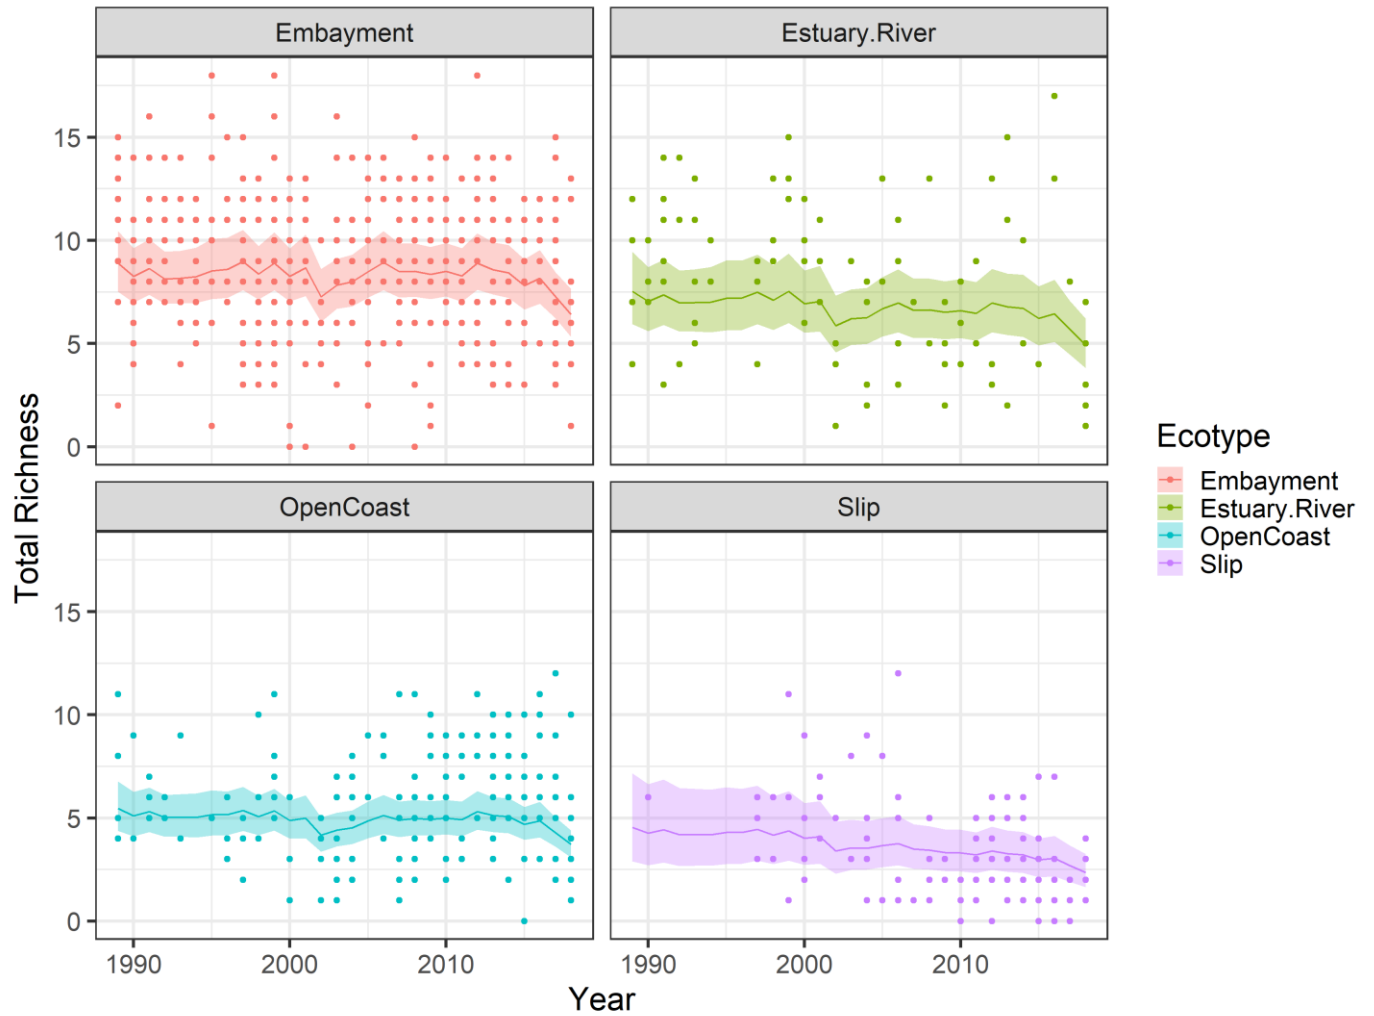 Embayment
Estuary.River
15
10
5
0
OpenCoast
Slip
15
10
5
0
1990
2000
2010
1990
2000
2010
Total Richness
Year
Ecotype
Embayment
Estuary.River
OpenCoast
Slip